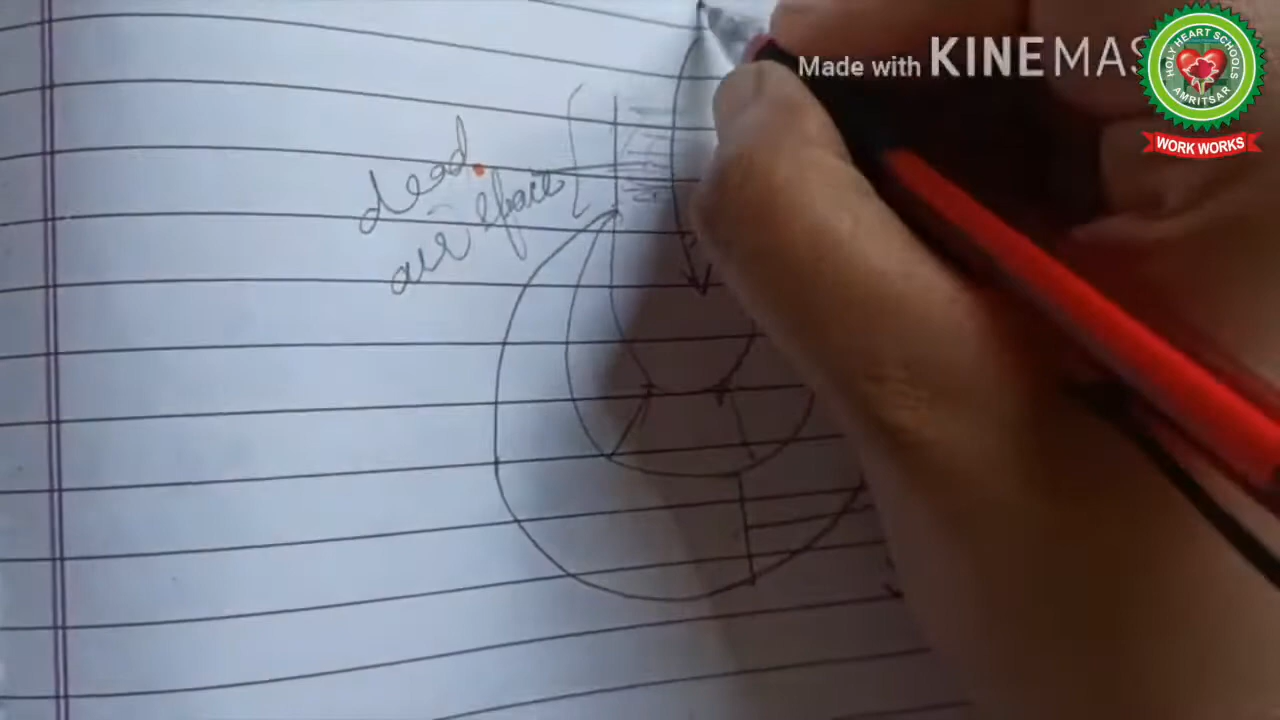 Made with KINEMAS
HOLY HEART SCHOOLS
AMRITSAR
WORK WORKS
dead
air space